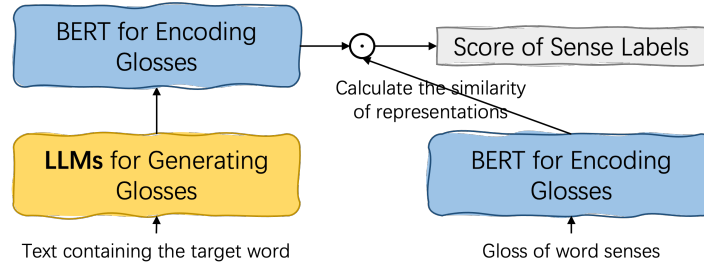 BERT for Encoding
Glosses
Score of Sense Labels
Calculate the similarity
of representations
LLMs for Generating
Glosses
BERT for Encoding
Glosses
Text containing the target word
Gloss of word senses